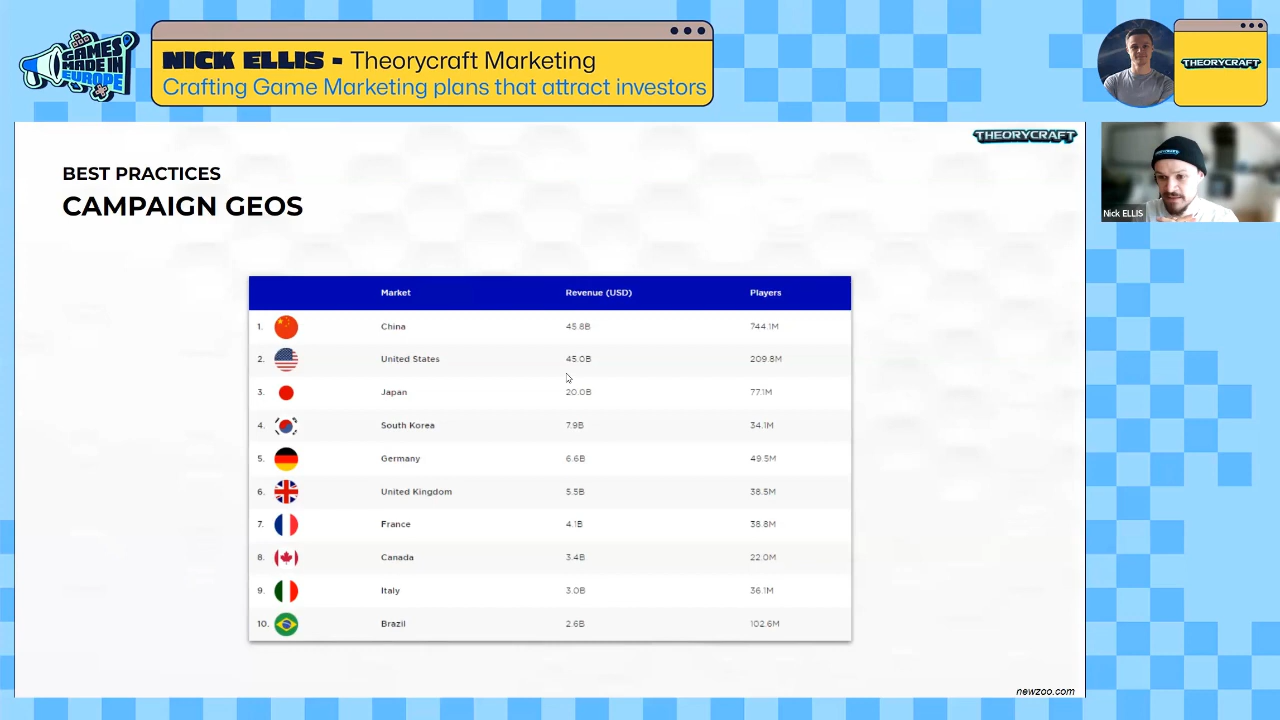 GAMES
MADE IN
EUROPE
NICK ELLIS - Theorycraft Marketing
Crafting Game Marketing plans that attract investors
THEORYCRAFT
THEORYCRAFT
BEST PRACTICES
CAMPAIGN GEOS
Nick ELLIS
Market Revenue (USD) Players
1. China 45.8B 744.1M
2. United States 45.0B 209.8M
3. Japan 20.0B 77.1M
4. South Korea 7.9B 34.1M
5. Germany 6.6B 49.5M
6. United Kingdom 5.5B 38.5M
7. France 4.1B 38.8M
8. Canada 3.4B 22.0M
9. Italy 3.0B 36.1M
10. Brazil 2.6B 102.6M
newzoo.com